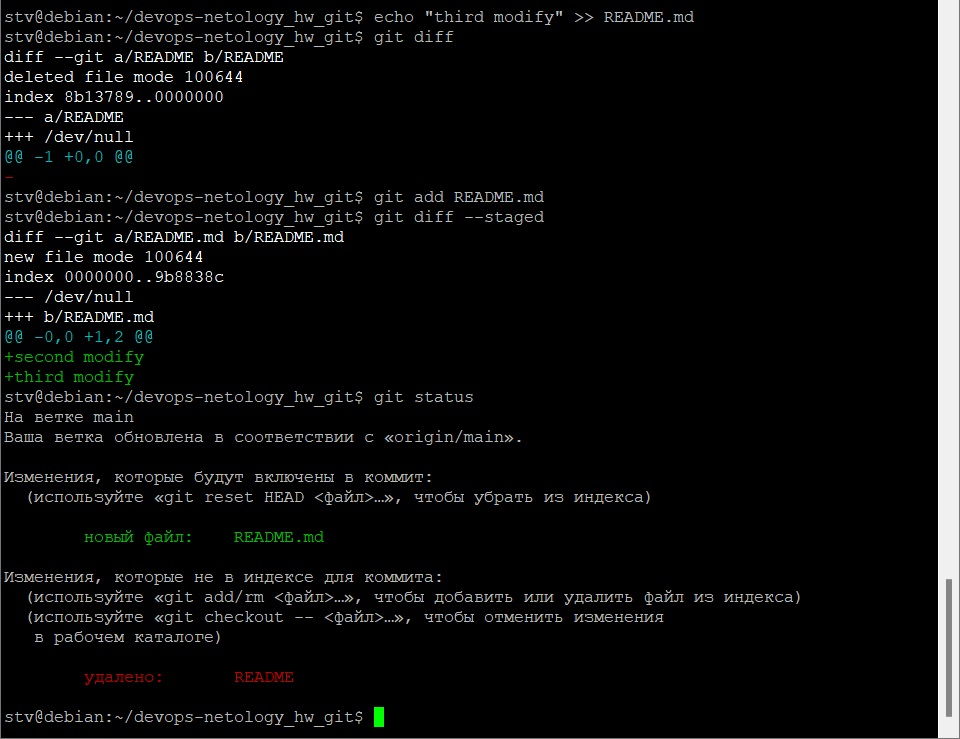 stv@debian:~/devops-netology_hw_git$ echo "third modify" >> README.md
stv@debian:~/devops-netology_hw_git$ git diff
diff --git a/README b/README
deleted file mode 100644
index 8b13789..0000000
--- a/README
+++ /dev/null
@@ -1 +0,0 @@
-
stv@debian:~/devops-netology_hw_git$ git add README.md
stv@debian:~/devops-netology_hw_git$ git diff --staged
diff --git a/README.md b/README.md
new file mode 100644
index 0000000..9b8838c
--- /dev/null
+++ b/README.md
@@ -0,0 +1,2 @@
+second modify
+third modify
stv@debian:~/devops-netology_hw_git$ git status
На ветке main
Ваша ветка обновлена в соответствии с «origin/main».

Изменения, которые будут включены в коммит:
  (используйте «git reset HEAD <файл>…», чтобы убрать из индекса)

        новый файл:    README.md

Изменения, которые не в индексе для коммита:
  (используйте «git add/rm <файл>…», чтобы добавить или удалить файл из индекса)
  (используйте «git checkout -- <файл>…», чтобы отменить изменения
   в рабочем каталоге)

        удалено:       README

stv@debian:~/devops-netology_hw_git$